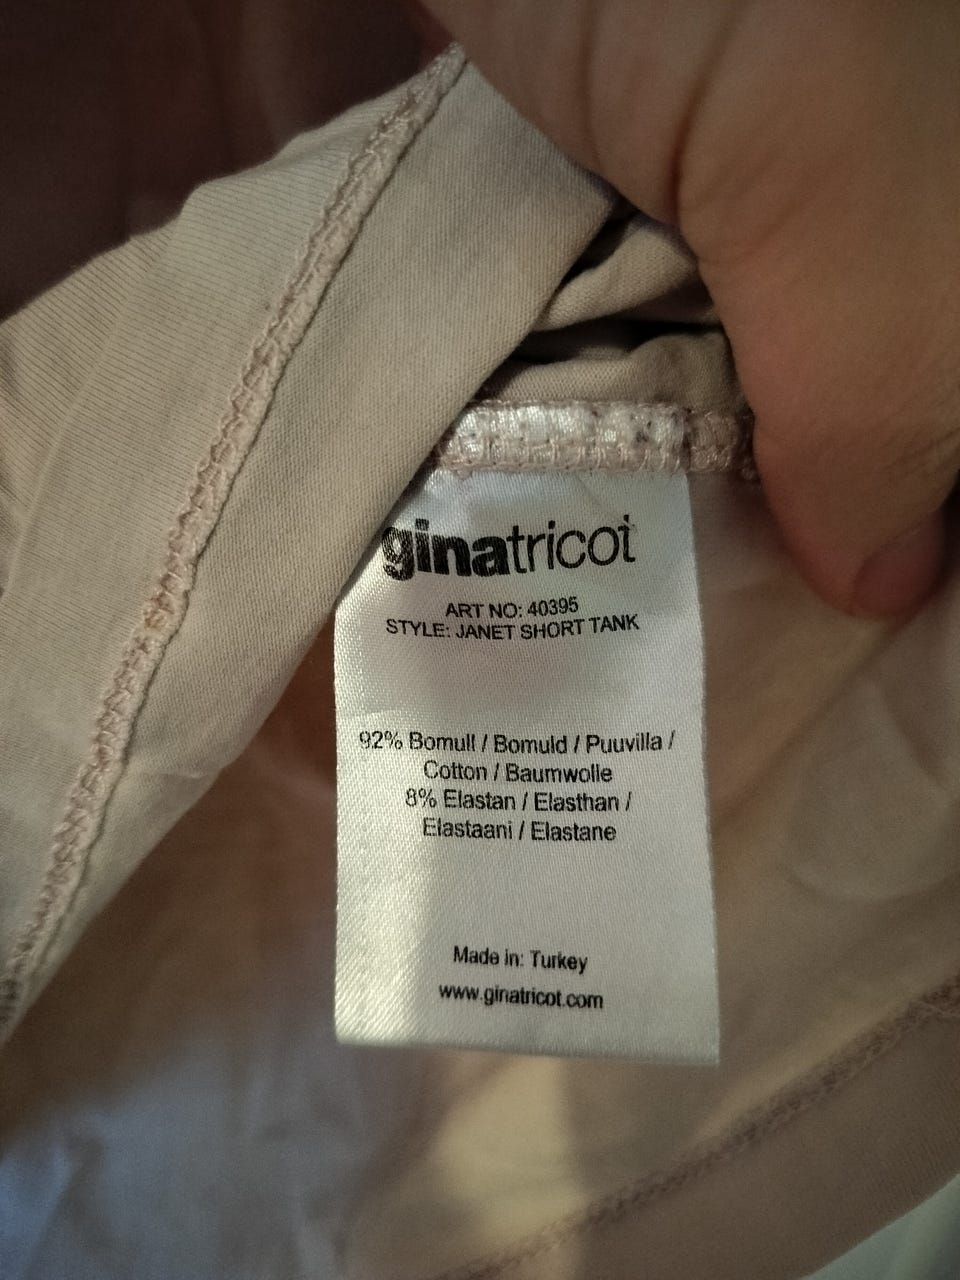 ginatricot
ART NO: 40395
STYLE: JANET SHORT TANK
92% Bomull / Bomuld / Puuvilla /
Cotton / Baumwolle
8% Elastan / Elasthan /
Elastaani / Elastane
Made in: Turkey
www.ginatricot.com